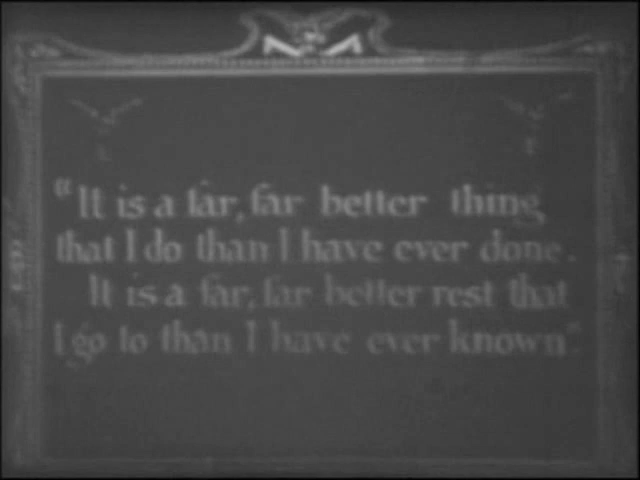 "It is a far, far better thing
that I do than I have ever done.
It is a far, far better rest that
I go to than I have ever known".